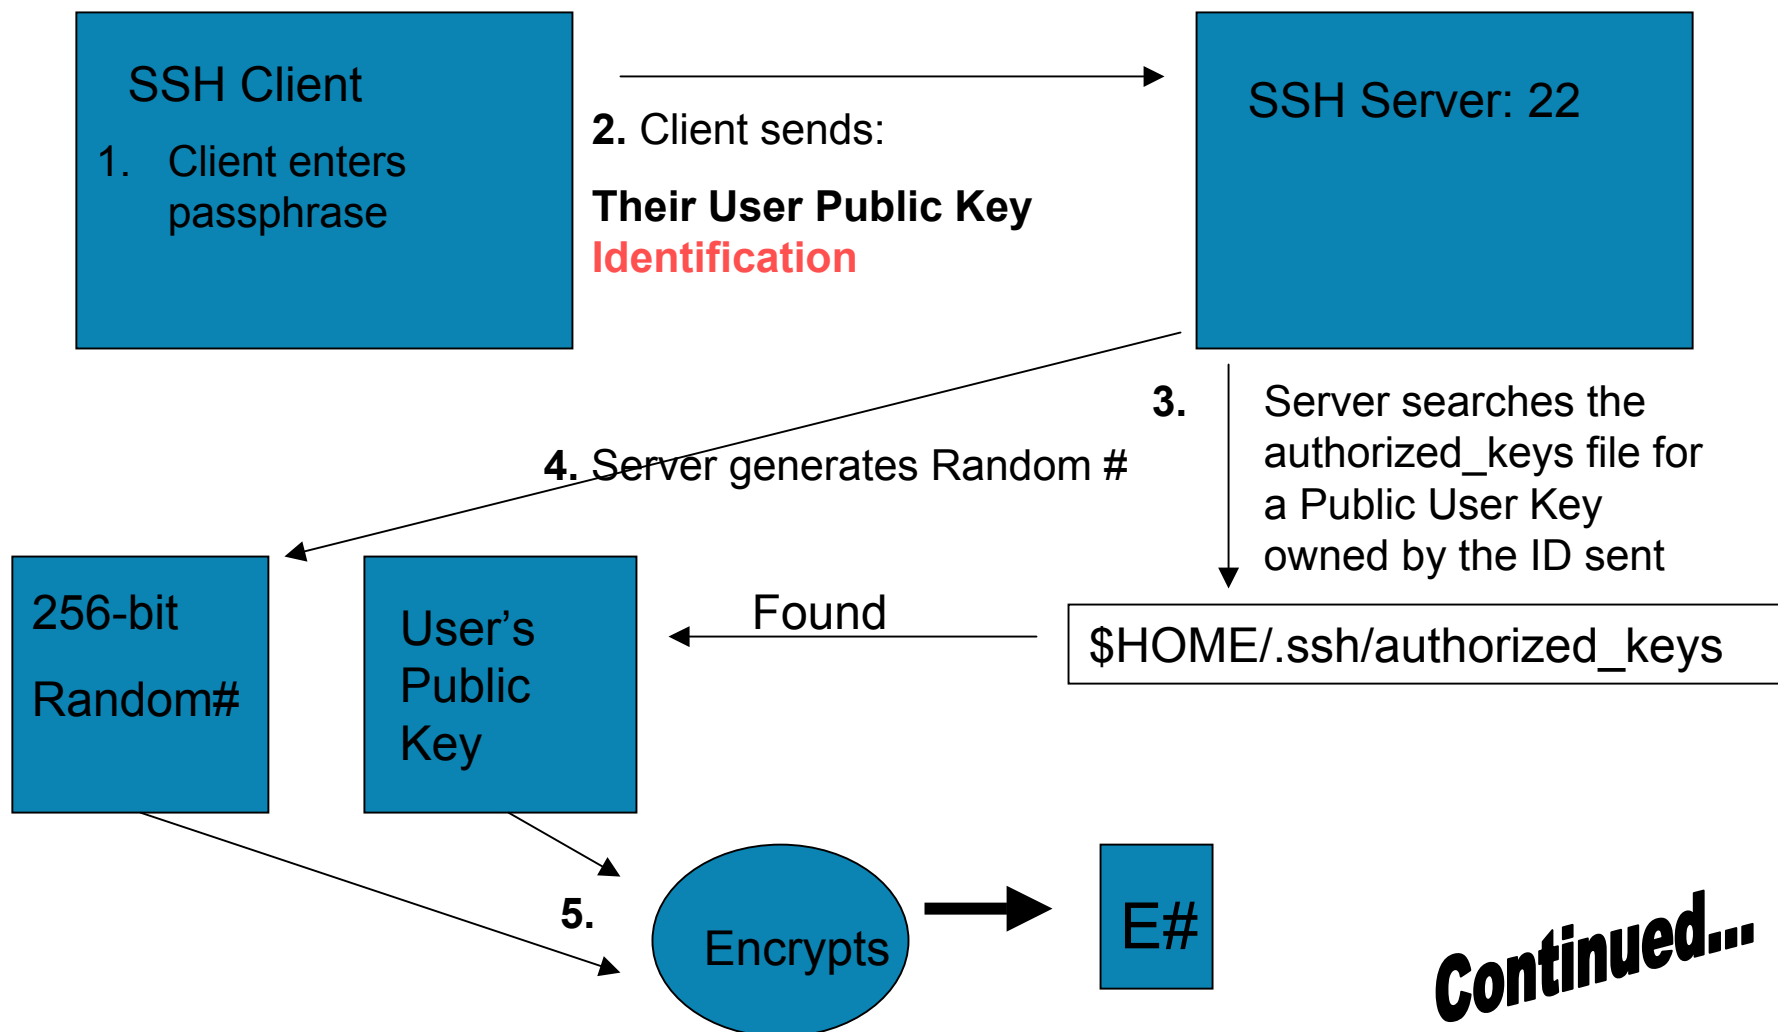 SSH Client
1. Client enters
passphrase
2. Client sends:
Their User Public Key
Identification
SSH Server: 22
3. Server searches the
authorized_keys file for
a Public User Key
owned by the ID sent
4. Server generates Random #
256-bit
Random#
User’s
Public
Key
Found
$HOME/.ssh/authorized_keys
5.
Encrypts
E#
Continued...